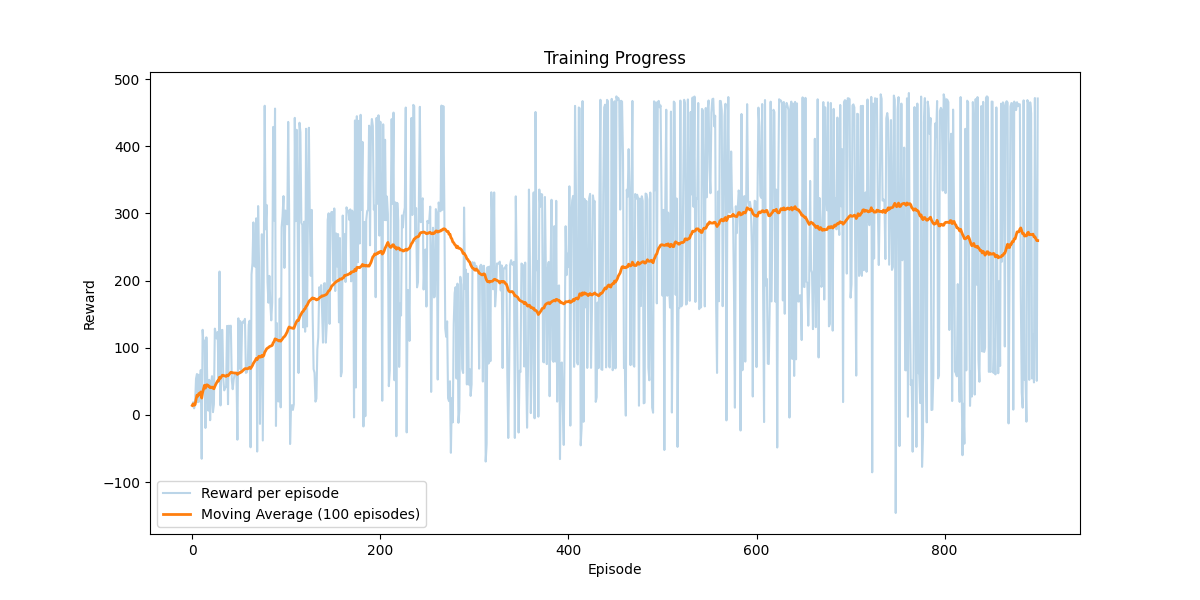 Training Progress
500
400
300
200
100
0
−100
Reward
Reward per episode
Moving Average (100 episodes)
0 200 400 600 800
Episode